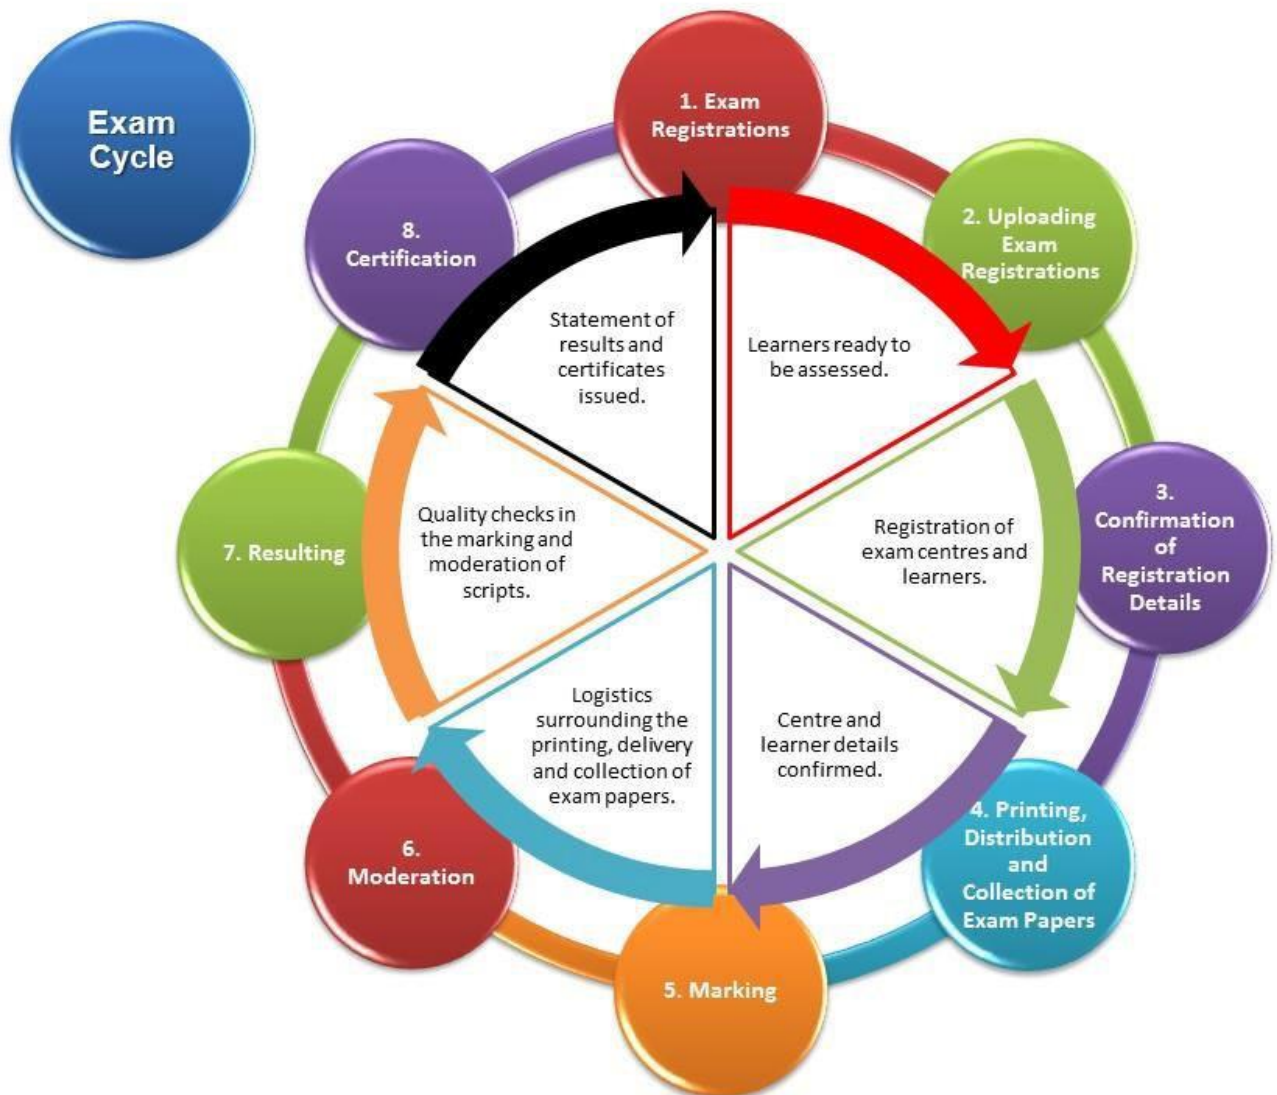 Exam
Cycle
1. Exam
Registrations
2. Uploading
Exam
Registrations
3.
Confirmation
of
Registration
Details
4. Printing,
Distribution
and
Collection of
Exam Papers
5. Marking
6.
Moderation
7. Resulting
8.
Certification
Learners ready to
be assessed.
Registration of
exam centres and
learners.
Centre and
learner details
confirmed.
Logistics
surrounding the
printing, delivery
and collection of
exam papers.
Quality checks in
the marking and
moderation of
scripts.
Statement of
results and
certificates
issued.